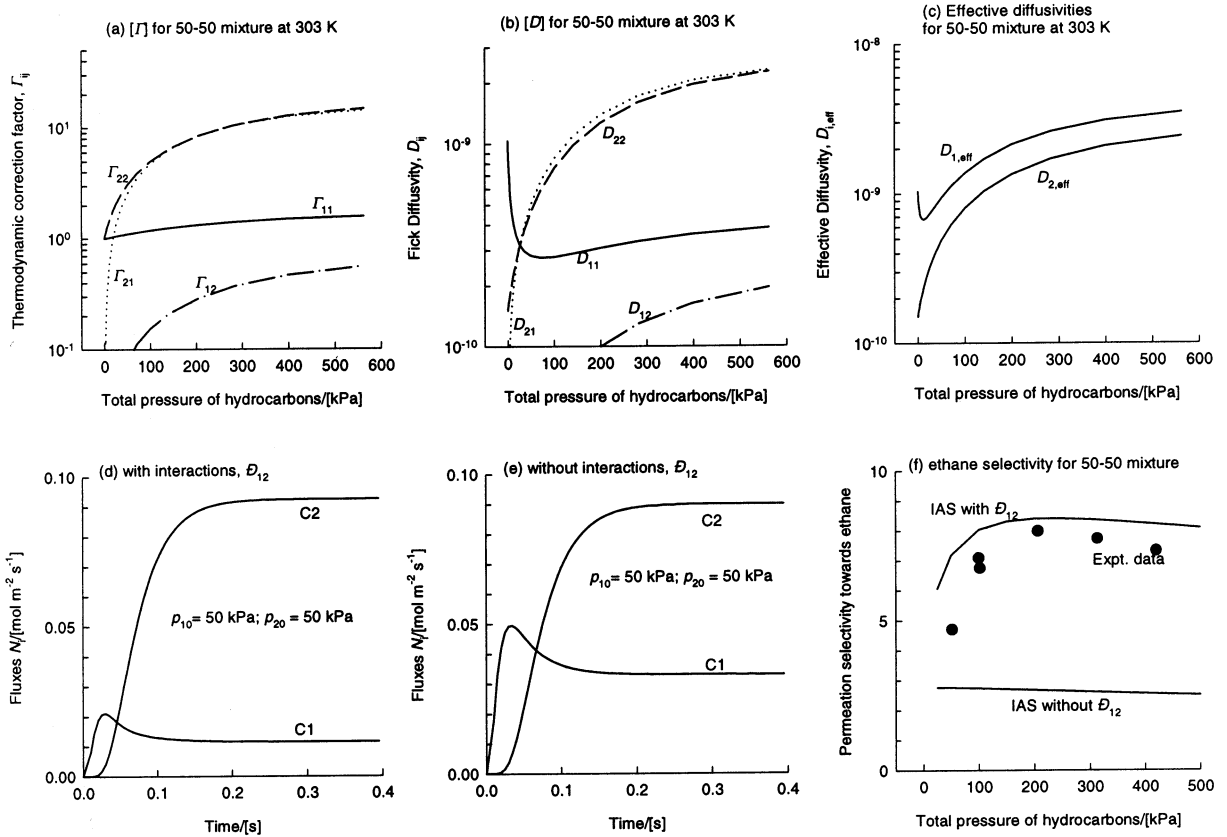 (a) [Γ] for 50-50 mixture at 303 K
Thermodynamic correction factor, Γij
10¹
10⁰
10⁻¹
Γ22
Γ11
Γ21
Γ12
0 100 200 300 400 500 600
Total pressure of hydrocarbons/[kPa]
(b) [D] for 50-50 mixture at 303 K
Fick Diffusvity, Dij
10⁻⁹
10⁻¹⁰
D22
D11
D12
D21
0 100 200 300 400 500 600
Total pressure of hydrocarbons/[kPa]
(c) Effective diffusivities
for 50-50 mixture at 303 K
Effective Diffusivity, Di,eff
10⁻⁸
10⁻⁹
10⁻¹⁰
D1,eff
D2,eff
0 100 200 300 400 500 600
Total pressure of hydrocarbons/[kPa]
(d) with interactions, Ð12
Fluxes Ni/[mol m⁻² s⁻¹]
0.10
0.05
0.00
C2
p10= 50 kPa; p20 = 50 kPa
C1
0.0 0.1 0.2 0.3 0.4
Time/[s]
(e) without interactions, Ð12
Fluxes Ni/[mol m⁻² s⁻¹]
0.10
0.05
0.00
C2
p10= 50 kPa; p20 = 50 kPa
C1
0.0 0.1 0.2 0.3 0.4
Time/[s]
(f) ethane selectivity for 50-50 mixture
Permeation selectivity towards ethane
10
5
0
IAS with Ð12
Expt. data
IAS without Ð12
0 100 200 300 400 500
Total pressure of hydrocarbons/[kPa]